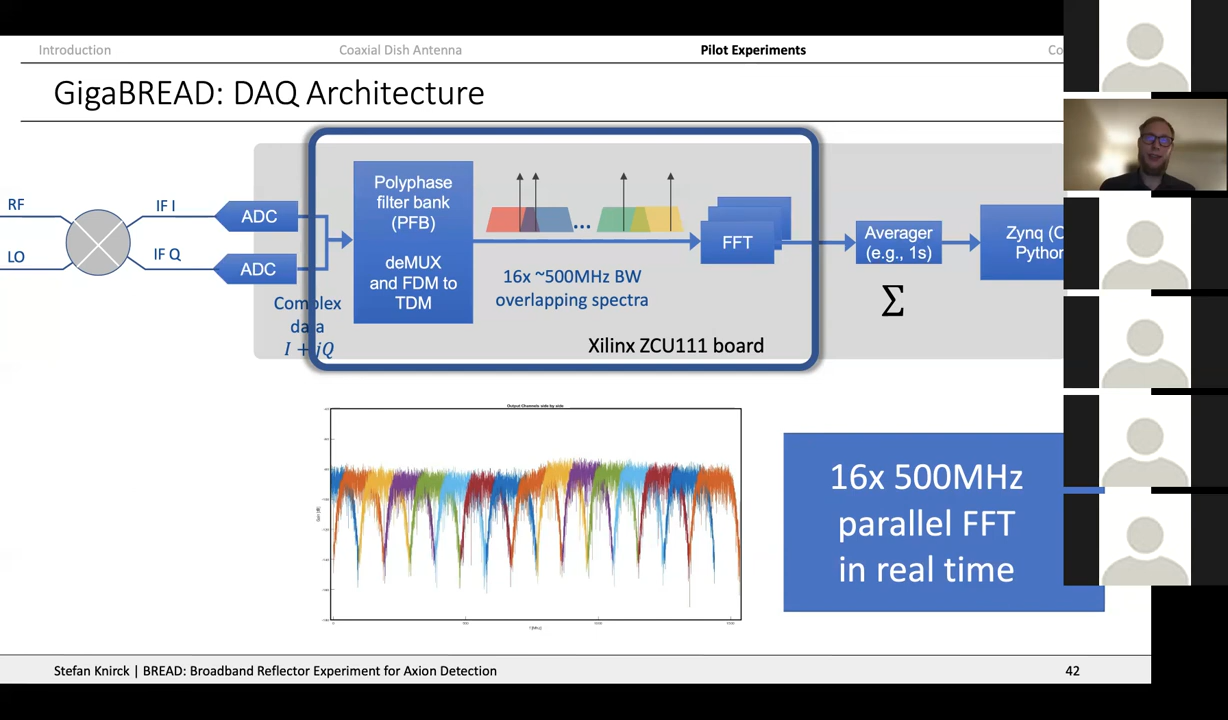 Introduction
Coaxial Dish Antenna
Pilot Experiments
Co
GigaBREAD: DAQ Architecture
RF
LO
IF I
IF Q
ADC
ADC
Complex
data
I + jQ
Polyphase
filter bank
(PFB)
deMUX
and FDM to
TDM
...
16x ~500MHz BW
overlapping spectra
FFT
Xilinx ZCU111 board
Averager
(e.g., 1s)
Σ
Zynq (C
Python
Output Channels side by side
16x 500MHz
parallel FFT
in real time
Stefan Knirck | BREAD: Broadband Reflector Experiment for Axion Detection
42